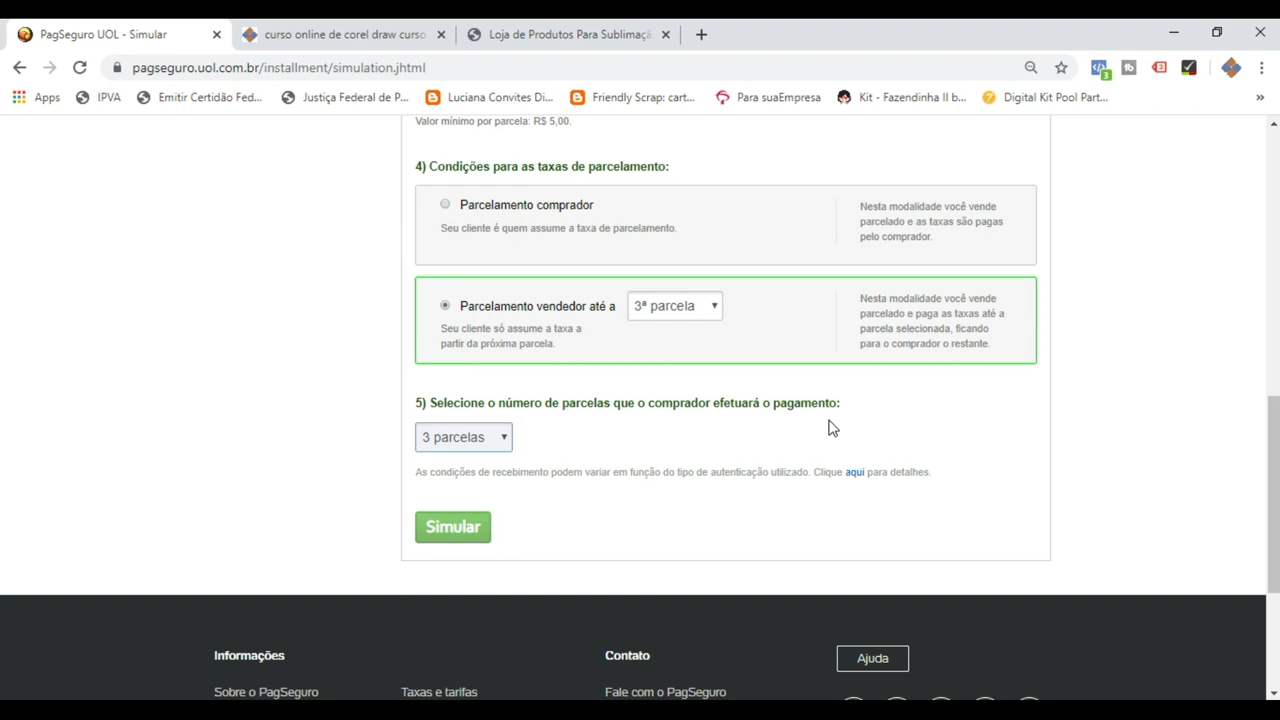 PagSeguro UOL - Simular
curso online de corel draw curso
Loja de Produtos Para Sublimaçã
pagseguro.uol.com.br/installment/simulation.jhtml
3
Apps
IPVA
Emitir Certidão Fed...
Justiça Federal de P...
Luciana Convites Di...
Friendly Scrap: cart...
Para suaEmpresa
Kit - Fazendinha II b...
Digital Kit Pool Part...
»
Valor mínimo por parcela: R$ 5,00.
4) Condições para as taxas de parcelamento:
Parcelamento comprador
Seu cliente é quem assume a taxa de parcelamento.
Nesta modalidade você vende
parcelado e as taxas são pagas
pelo comprador.
Parcelamento vendedor até a
3ª parcela
Seu cliente só assume a taxa a
partir da próxima parcela.
Nesta modalidade você vende
parcelado e paga as taxas até a
parcela selecionada, ficando
para o comprador o restante.
5) Selecione o número de parcelas que o comprador efetuará o pagamento:
3 parcelas
As condições de recebimento podem variar em função do tipo de autenticação utilizado. Clique aqui para detalhes.
Simular
Informações
Contato
Ajuda
Sobre o PagSeguro
Taxas e tarifas
Fale com o PagSeguro